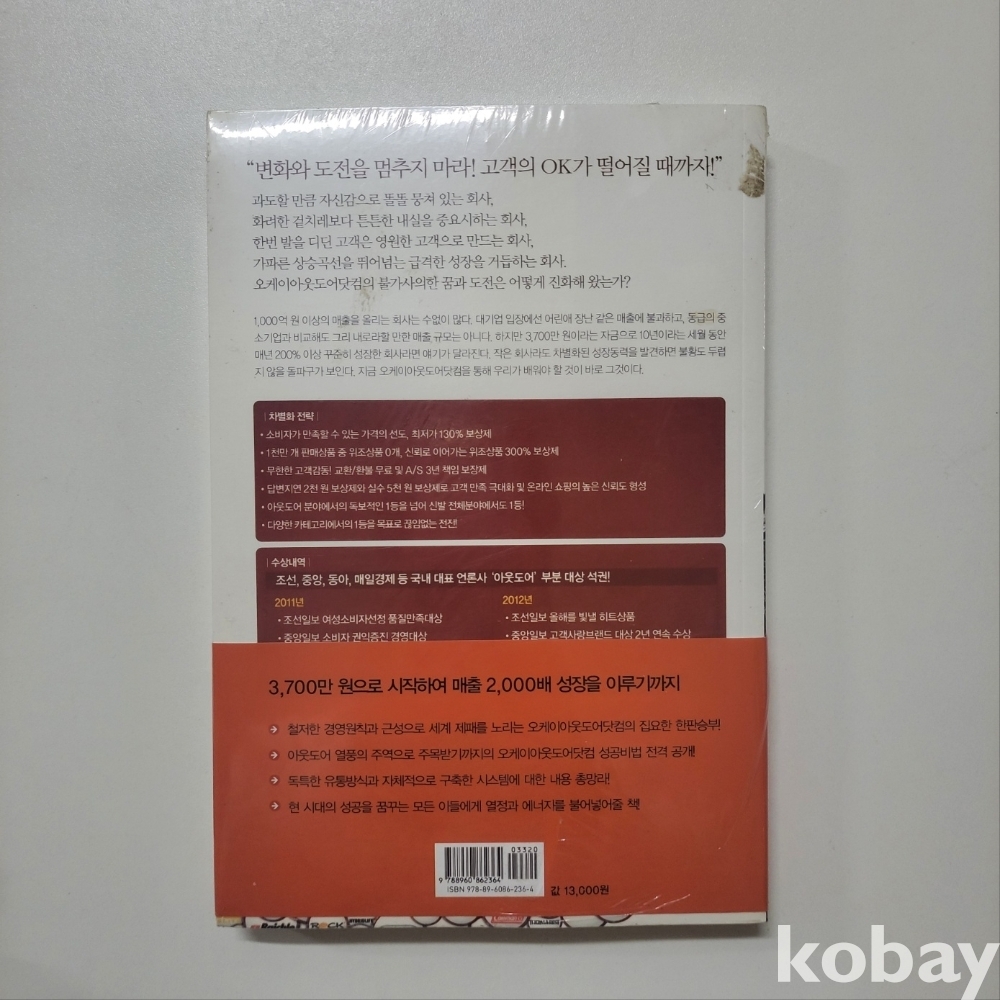 “변화와 도전을 멈추지 마라! 고객의 OK가 떨어질 때까지!”
과도할 만큼 자신감으로 똘똘 뭉쳐 있는 회사,
화려한 겉치레보다 튼튼한 내실을 중요시하는 회사,
한번 발을 디딘 고객은 영원한 고객으로 만드는 회사,
가파른 상승곡선을 뛰어넘는 급격한 성장을 거듭하는 회사.
오케이아웃도어닷컴의 불가사의한 꿈과 도전은 어떻게 진화해 왔는가?
1,000억 원 이상의 매출을 올리는 회사는 수없이 많다. 대기업 입장에선 어린애 장난 같은 매출에 불과하고, 동급의 중
소기업과 비교해도 그리 내로라할 만한 매출 규모는 아니다. 하지만 3,700만 원이라는 자금으로 10년이라는 세월 동안
매년 200% 이상 꾸준히 성장한 회사라면 얘기가 달라진다. 작은 회사라도 차별화된 성장동력을 발견하면 불황도 두렵
지 않을 돌파구가 보인다. 지금 오케이아웃도어닷컴을 통해 우리가 배워야 할 것이 바로 그것이다.
| 차별화 전략 |
• 소비자가 만족할 수 있는 가격의 선도, 최저가 130% 보상제
• 1천만 개 판매상품 중 위조상품 0개, 신뢰로 이어가는 위조상품 300% 보상제
• 무한한 고객감동! 교환/환불 무료 및 A/S 3년 책임 보장제
• 답변지연 2천 원 보상제와 실수 5천 원 보상제로 고객 만족 극대화 및 온라인 쇼핑의 높은 신뢰도 형성
• 아웃도어 분야에서의 독보적인 1등을 넘어 신발 전체분야에서도 1등!
• 다양한 카테고리에서의 1등을 목표로 끊임없는 전진!
| 수상내역 |
조선, 중앙, 동아, 매일경제 등 국내 대표 언론사 ‘아웃도어’ 부분 대상 석권!
2011년
• 조선일보 여성소비자선정 품질만족대상
• 중앙일보 소비자 권익증진 경영대상
2012년
• 조선일보 올해를 빛낼 히트상품
• 중앙일보 고객사랑브랜드 대상 2년 연속 수상
3,700만 원으로 시작하여 매출 2,000배 성장을 이루기까지
철저한 경영원칙과 근성으로 세계 제패를 노리는 오케이아웃도어닷컴의 집요한 한판승부!
아웃도어 열풍의 주역으로 주목받기까지의 오케이아웃도어닷컴 성공비법 전격 공개!
독특한 유통방식과 자체적으로 구축한 시스템에 대한 내용 총망라!
현 시대의 성공을 꿈꾸는 모든 이들에게 열정과 에너지를 불어넣어줄 책!
03320
9 788960 862364
ISBN 978-89-6086-236-4
값 13,000원
kobay